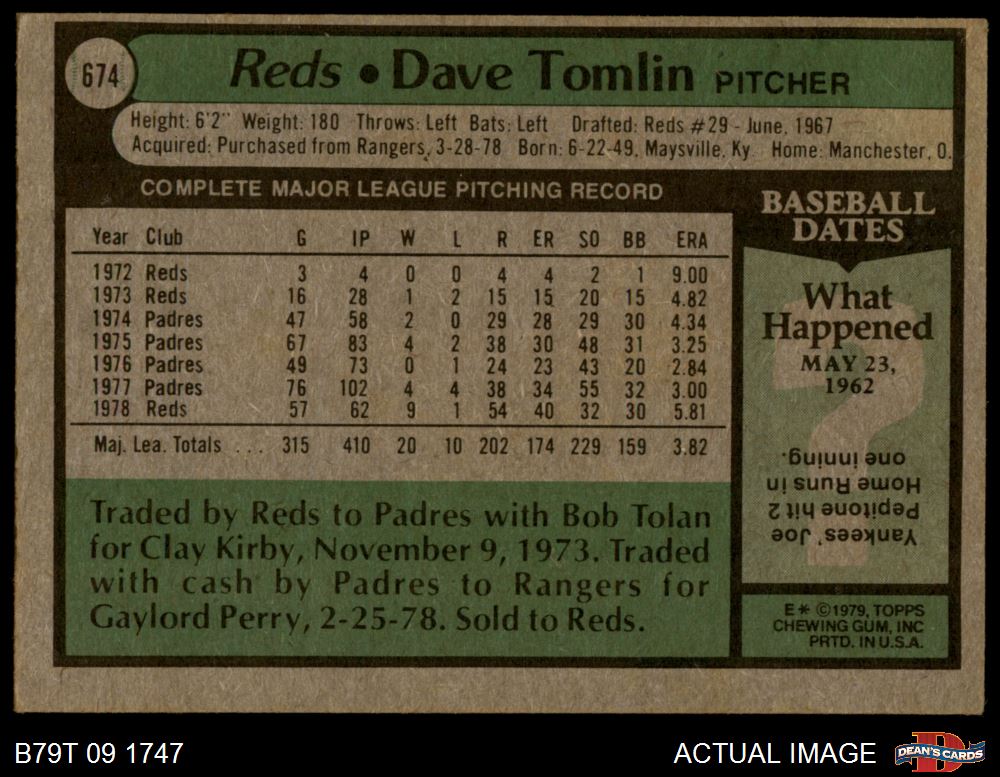 674
Reds • Dave Tomlin PITCHER
Height: 6'2" Weight: 180 Throws: Left Bats: Left Drafted: Reds #29 - June, 1967
Acquired: Purchased from Rangers, 3-28-78 Born: 6-22-49, Maysville, Ky. Home: Manchester, O.
COMPLETE MAJOR LEAGUE PITCHING RECORD
Year Club G IP W L R ER SO BB ERA
1972 Reds 3 4 0 0 4 4 2 1 9.00
1973 Reds 16 28 1 2 15 15 20 15 4.82
1974 Padres 47 58 2 0 29 28 29 30 4.34
1975 Padres 67 83 4 2 38 30 48 31 3.25
1976 Padres 49 73 0 1 24 23 43 20 2.84
1977 Padres 76 102 4 4 38 34 55 32 3.00
1978 Reds 57 62 9 1 54 40 32 30 5.81
Maj. Lea. Totals . . . 315 410 20 10 202 174 229 159 3.82
Traded by Reds to Padres with Bob Tolan
for Clay Kirby, November 9, 1973. Traded
with cash by Padres to Rangers for
Gaylord Perry, 2-25-78. Sold to Reds.
BASEBALL
DATES
What
Happened
MAY 23,
1962
?
Yankees' Joe
Pepitone hit 2
Home Runs in
one inning.
E* ©1979, TOPPS
CHEWING GUM, INC
PRTD. IN U.S.A.
B79T 09 1747
ACTUAL IMAGE
D
DEAN'S CARDS